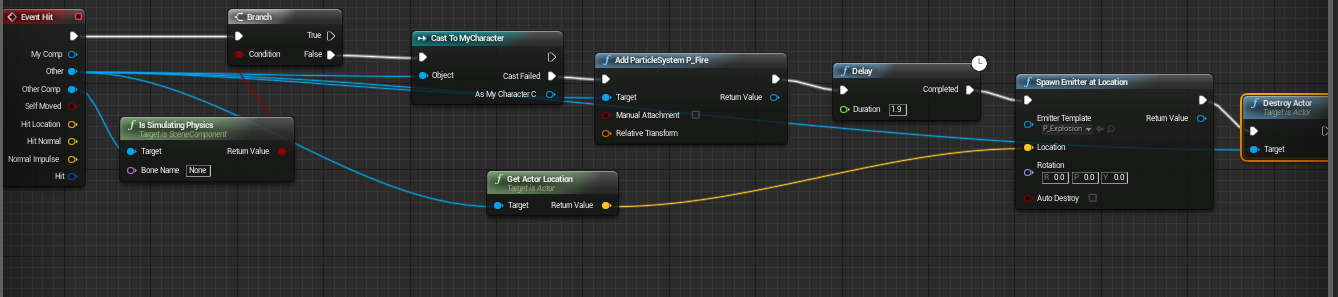 Event Hit
My Comp
Other
Other Comp
Self Moved
Hit Location
Hit Normal
Normal Impulse
Hit
Branch
True
Condition
False
Is Simulating Physics
Target is SceneComponent
Target
Return Value
Bone Name
None
Cast To MyCharacter
Object
Cast Failed
As My Character C
Get Actor Location
Target is Actor
Target
Return Value
Add ParticleSystem P_Fire
Target
Return Value
Manual Attachment
Relative Transform
Delay
Completed
Duration
1.9
Spawn Emitter at Location
Emitter Template
Return Value
P_Explosion
Location
Rotation
R 0.0 P 0.0 Y 0.0
Auto Destroy
Destroy Actor
Target is Actor
Target